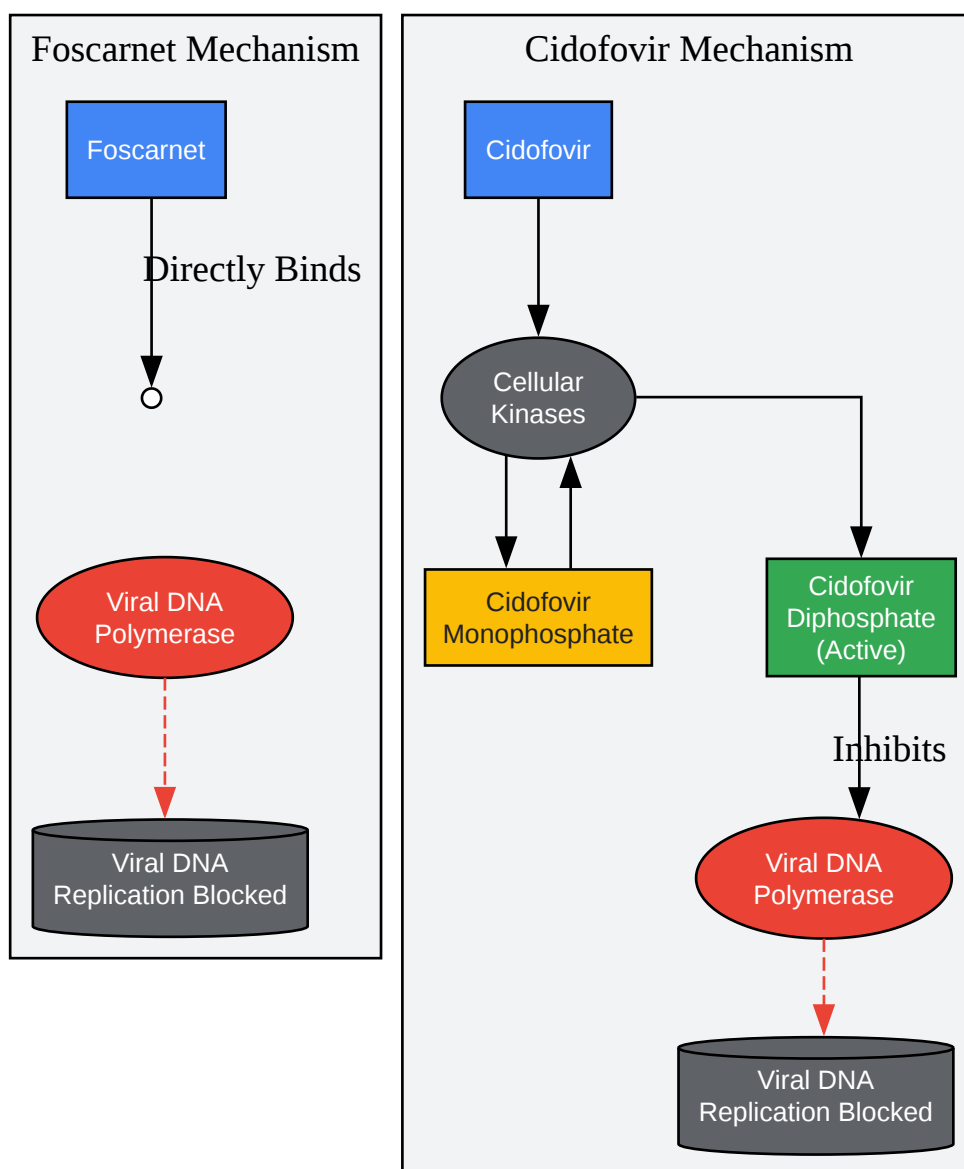 Foscarnet Mechanism
Foscarnet
Directly Binds
Viral DNA
Polymerase
Viral DNA
Replication Blocked
Cidofovir Mechanism
Cidofovir
Cellular
Kinases
Cidofovir
Monophosphate
Cidofovir
Diphosphate
(Active)
Inhibits
Viral DNA
Polymerase
Viral DNA
Replication Blocked